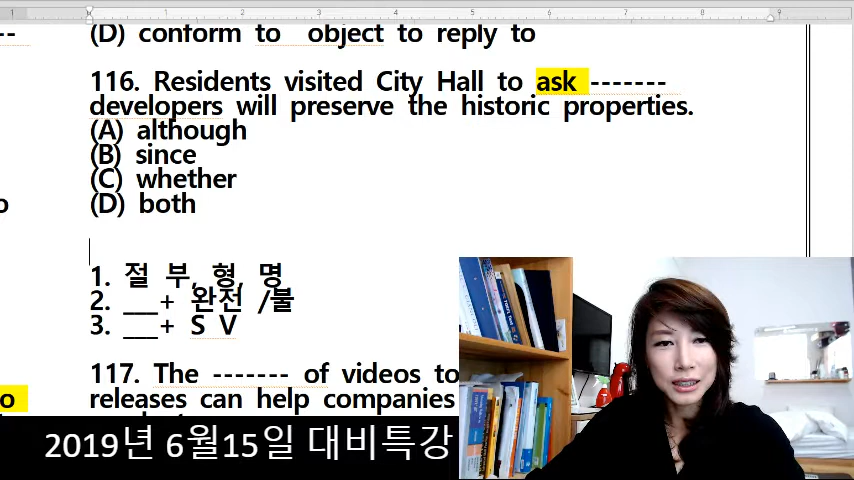 (D) conform to object to reply to
116. Residents visited City Hall to ask -------
developers will preserve the historic properties.
(A) although
(B) since
(C) whether
(D) both
1. 절 부, 형, 명
2. ___+ 완전 /불
3. ___+ S V
117. The ------- of videos to
releases can help companies
2019년 6월15일 대비특강